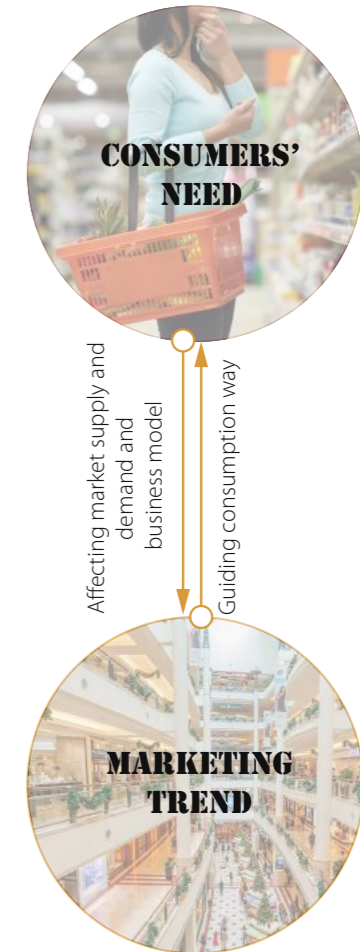 CONSUMERS'
NEED
Affecting market supply and
demand and
business model
Guiding consumption way
MARKETING
TREND